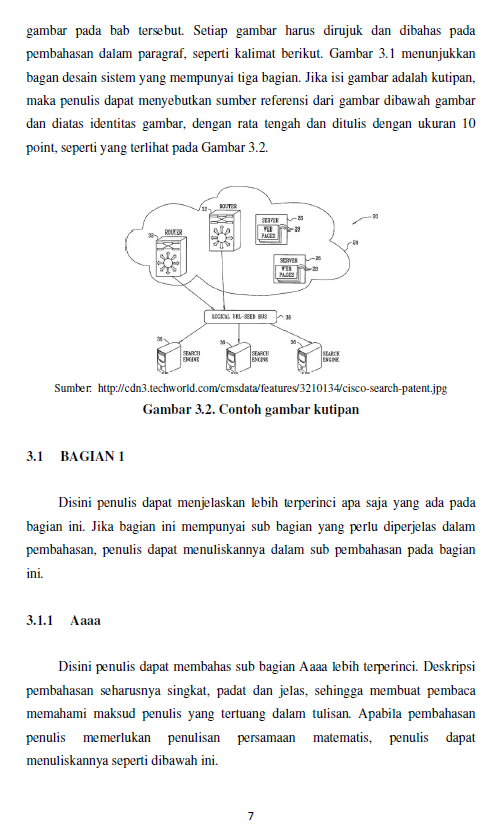 gambar pada bab tersebut. Setiap gambar harus dirujuk dan dibahas pada
pembahasan dalam paragraf, seperti kalimat berikut. Gambar 3.1 menunjukkan
bagan desain sistem yang mempunyai tiga bagian. Jika isi gambar adalah kutipan,
maka penulis dapat menyebutkan sumber referensi dari gambar dibawah gambar
dan diatas identitas gambar, dengan rata tengah dan ditulis dengan ukuran 10
point, seperti yang terlihat pada Gambar 3.2.
32
ROUTER
32
ROUTER
SERVER
WEB
PAGES
26
28
30
24
SERVER
WEB
PAGES
26
28
LOGICAL URL-SEED BUS
38
36
SEARCH
ENGINE
36
SEARCH
ENGINE
36
SEARCH
ENGINE
Sumber: http://cdn3.techworld.com/cmsdata/features/3210134/cisco-search-patent.jpg
Gambar 3.2. Contoh gambar kutipan
3.1 BAGIAN 1
Disini penulis dapat menjelaskan lebih terperinci apa saja yang ada pada
bagian ini. Jika bagian ini mempunyai sub bagian yang perlu diperjelas dalam
pembahasan, penulis dapat menuliskannya dalam sub pembahasan pada bagian
ini.
3.1.1 Aaaa
Disini penulis dapat membahas sub bagian Aaaa lebih terperinci. Deskripsi
pembahasan seharusnya singkat, padat dan jelas, sehingga membuat pembaca
memahami maksud penulis yang tertuang dalam tulisan. Apabila pembahasan
penulis memerlukan penulisan persamaan matematis, penulis dapat
menuliskannya seperti dibawah ini.
7